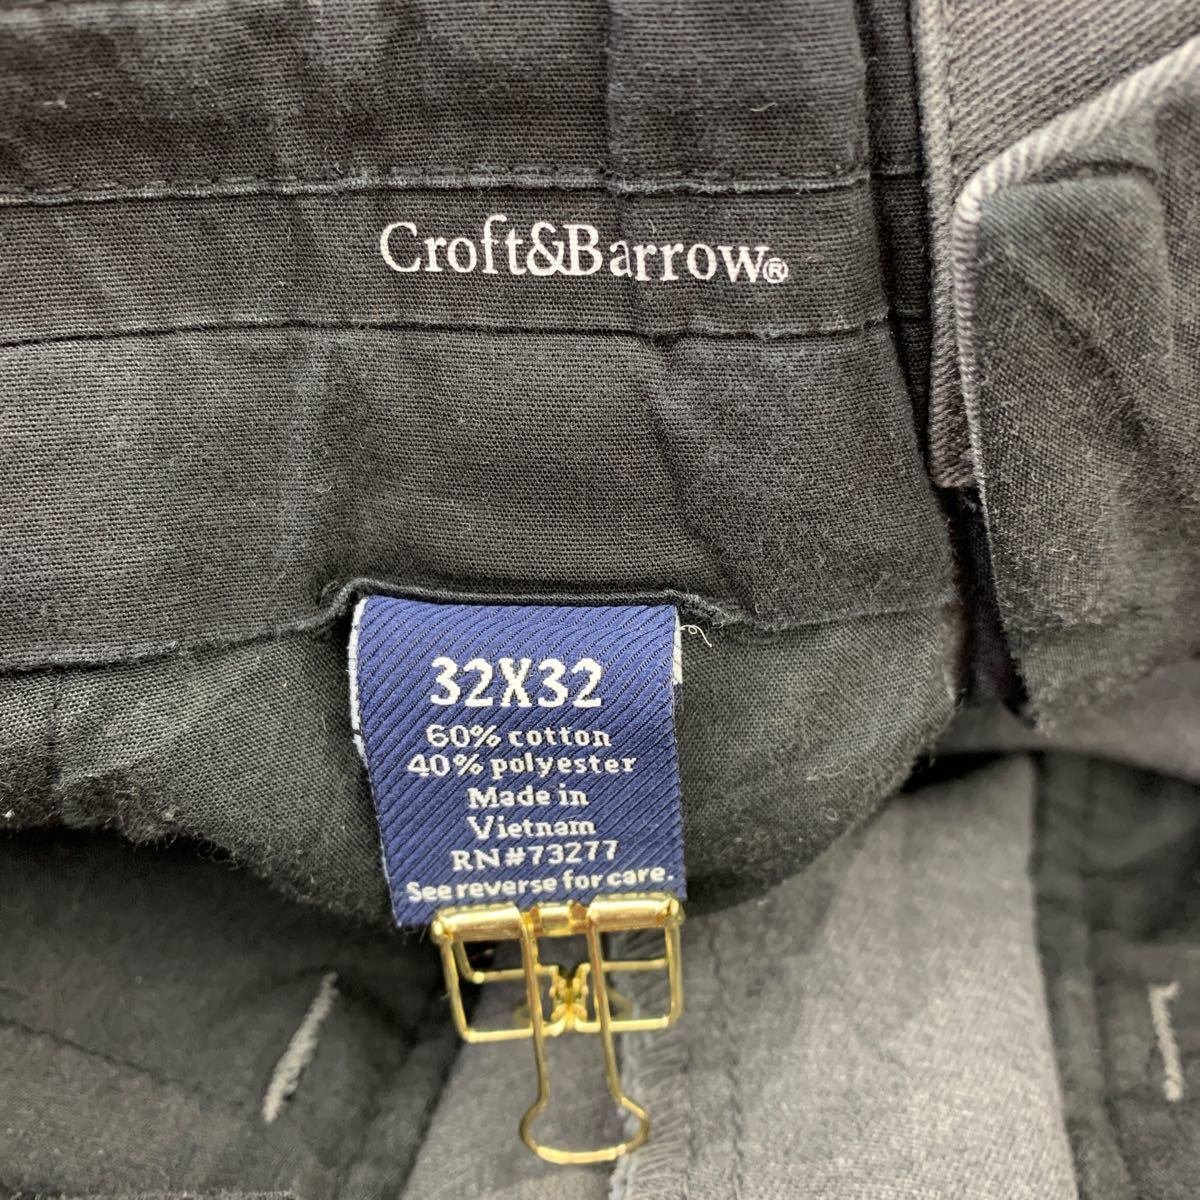 Croft&Barrow®
32X32
60% cotton
40% polyester
Made in
Vietnam
RN#73277
See reverse for care.